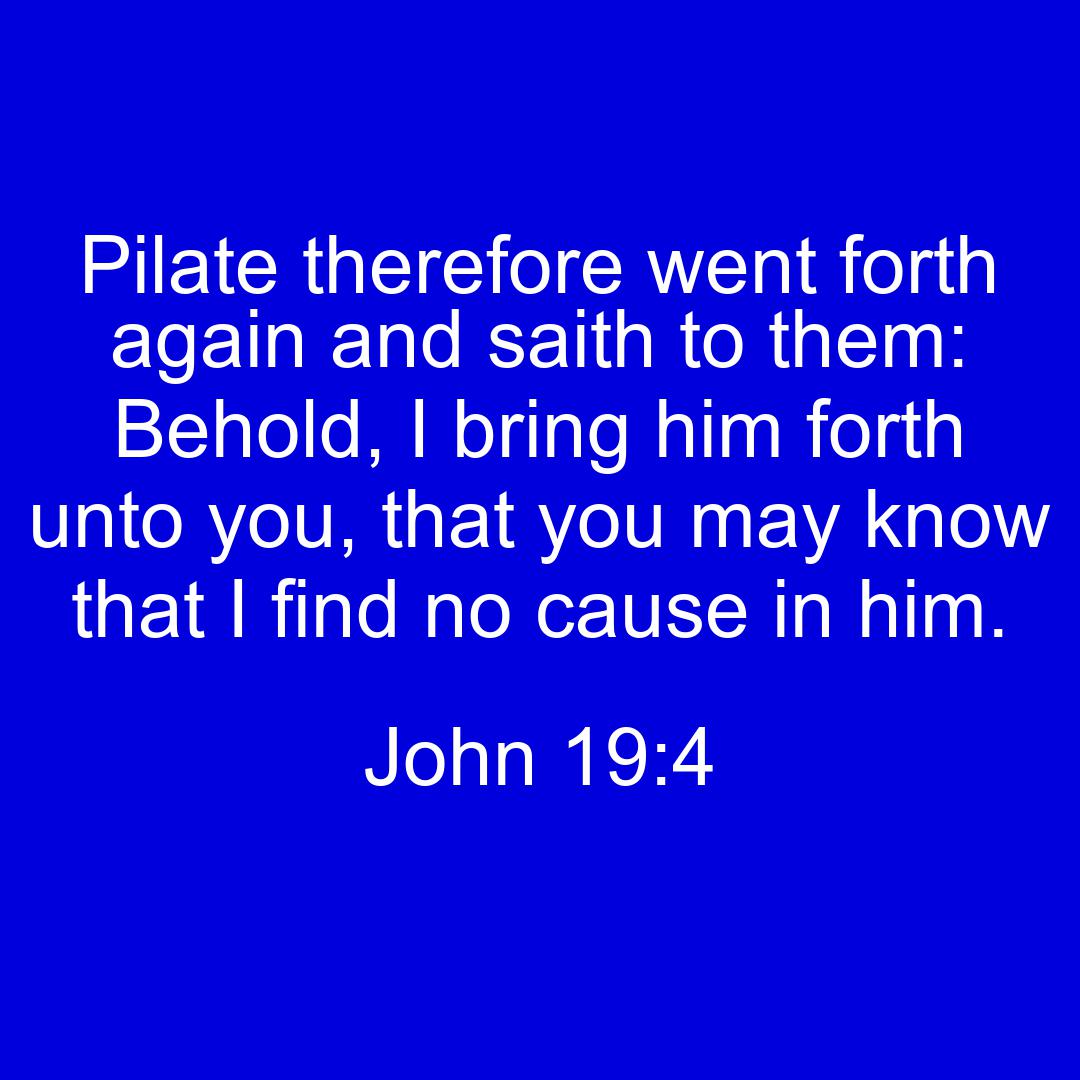 Pilate therefore went forth
again and saith to them:
Behold, I bring him forth
unto you, that you may know
that I find no cause in him.
John 19:4